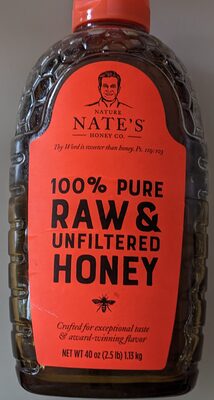 NATURE
NATE'S
HONEY CO.
Thy Word is sweeter than honey. Ps. 119:103
100% PURE
RAW &
UNFILTERED
HONEY
Crafted for exceptional taste
& award-winning flavor
NET WT 40 oz (2.5 lb) 1.13 kg